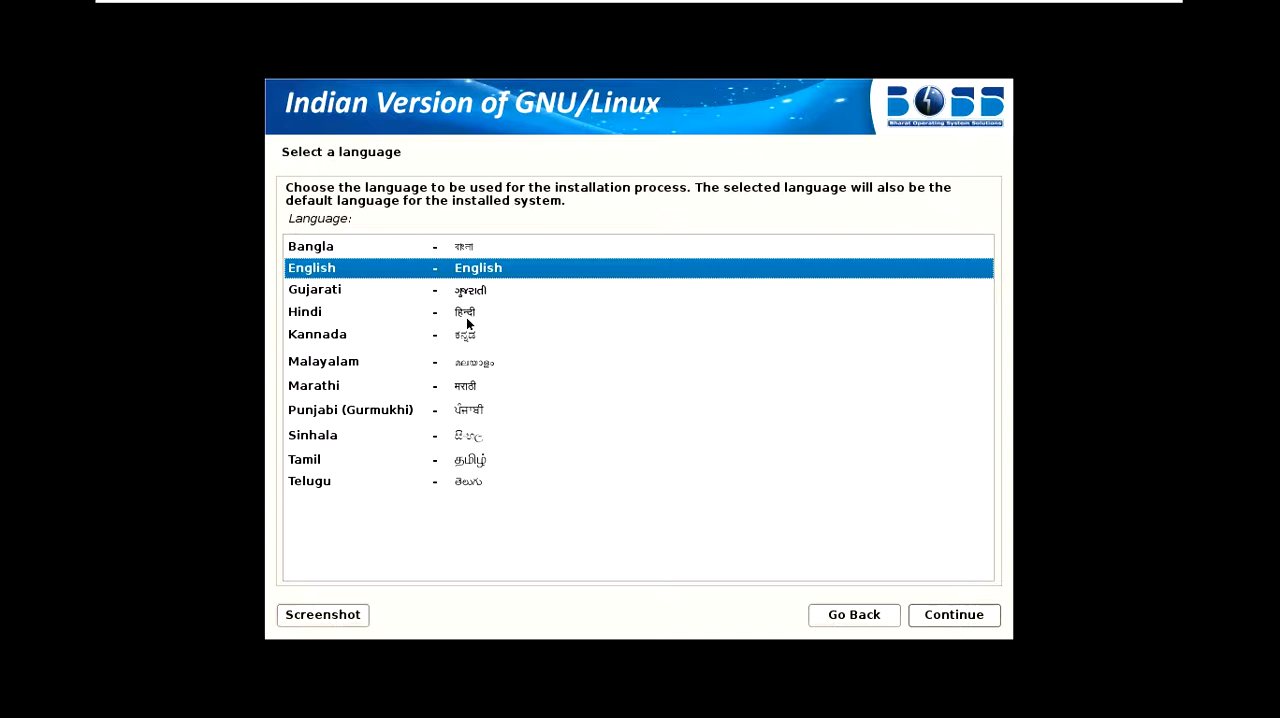 Indian Version of GNU/Linux
BOSS
Bharat Operating System Solutions
Select a language
Choose the language to be used for the installation process. The selected language will also be the
default language for the installed system.
Language:
Bangla - বাংলা
English - English
Gujarati - ગુજરાતી
Hindi - हिन्दी
Kannada - ಕನ್ನಡ
Malayalam - മലയാളം
Marathi - मराठी
Punjabi (Gurmukhi) - ਪੰਜਾਬੀ
Sinhala - සිංහල
Tamil - தமிழ்
Telugu - తెలుగు
Screenshot Go Back Continue